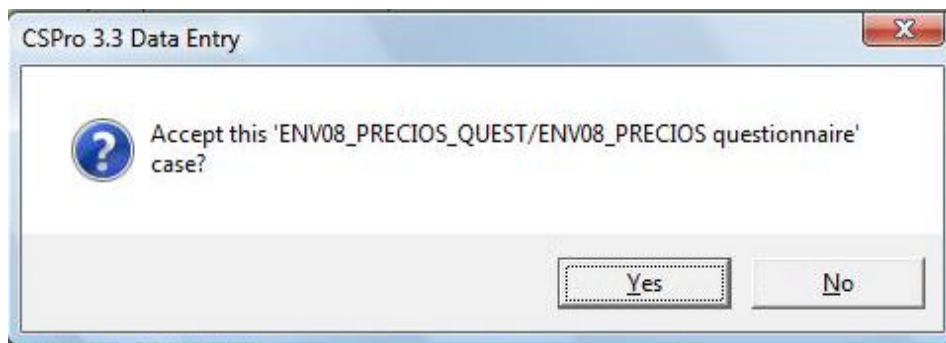 CSPro 3.3 Data Entry
Accept this 'ENV08_PRECIOS_QUEST/ENV08_PRECIOS questionnaire'
case?
Yes
No